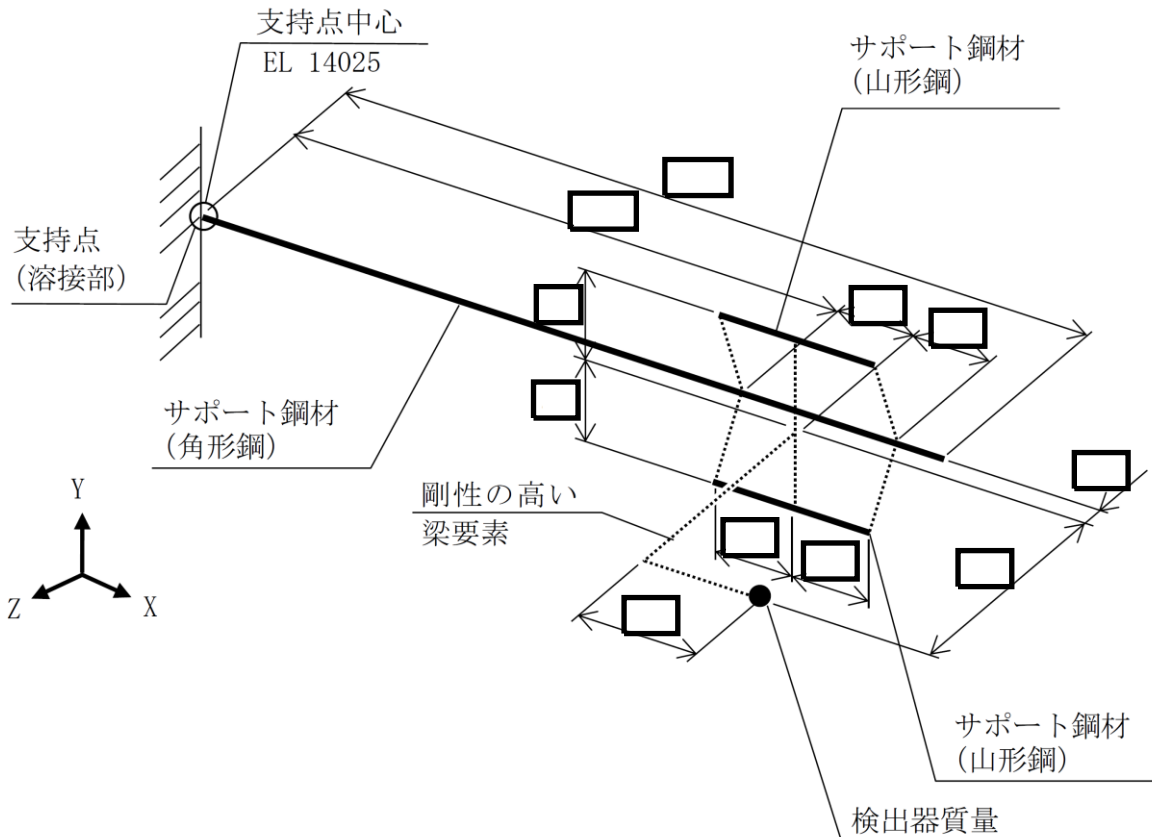 支持点中心
EL 14025
サポート鋼材
(山形鋼)
支持点
(溶接部)
サポート鋼材
(角形鋼)
剛性の高い
梁要素
Y
Z
X
サポート鋼材
(山形鋼)
検出器質量